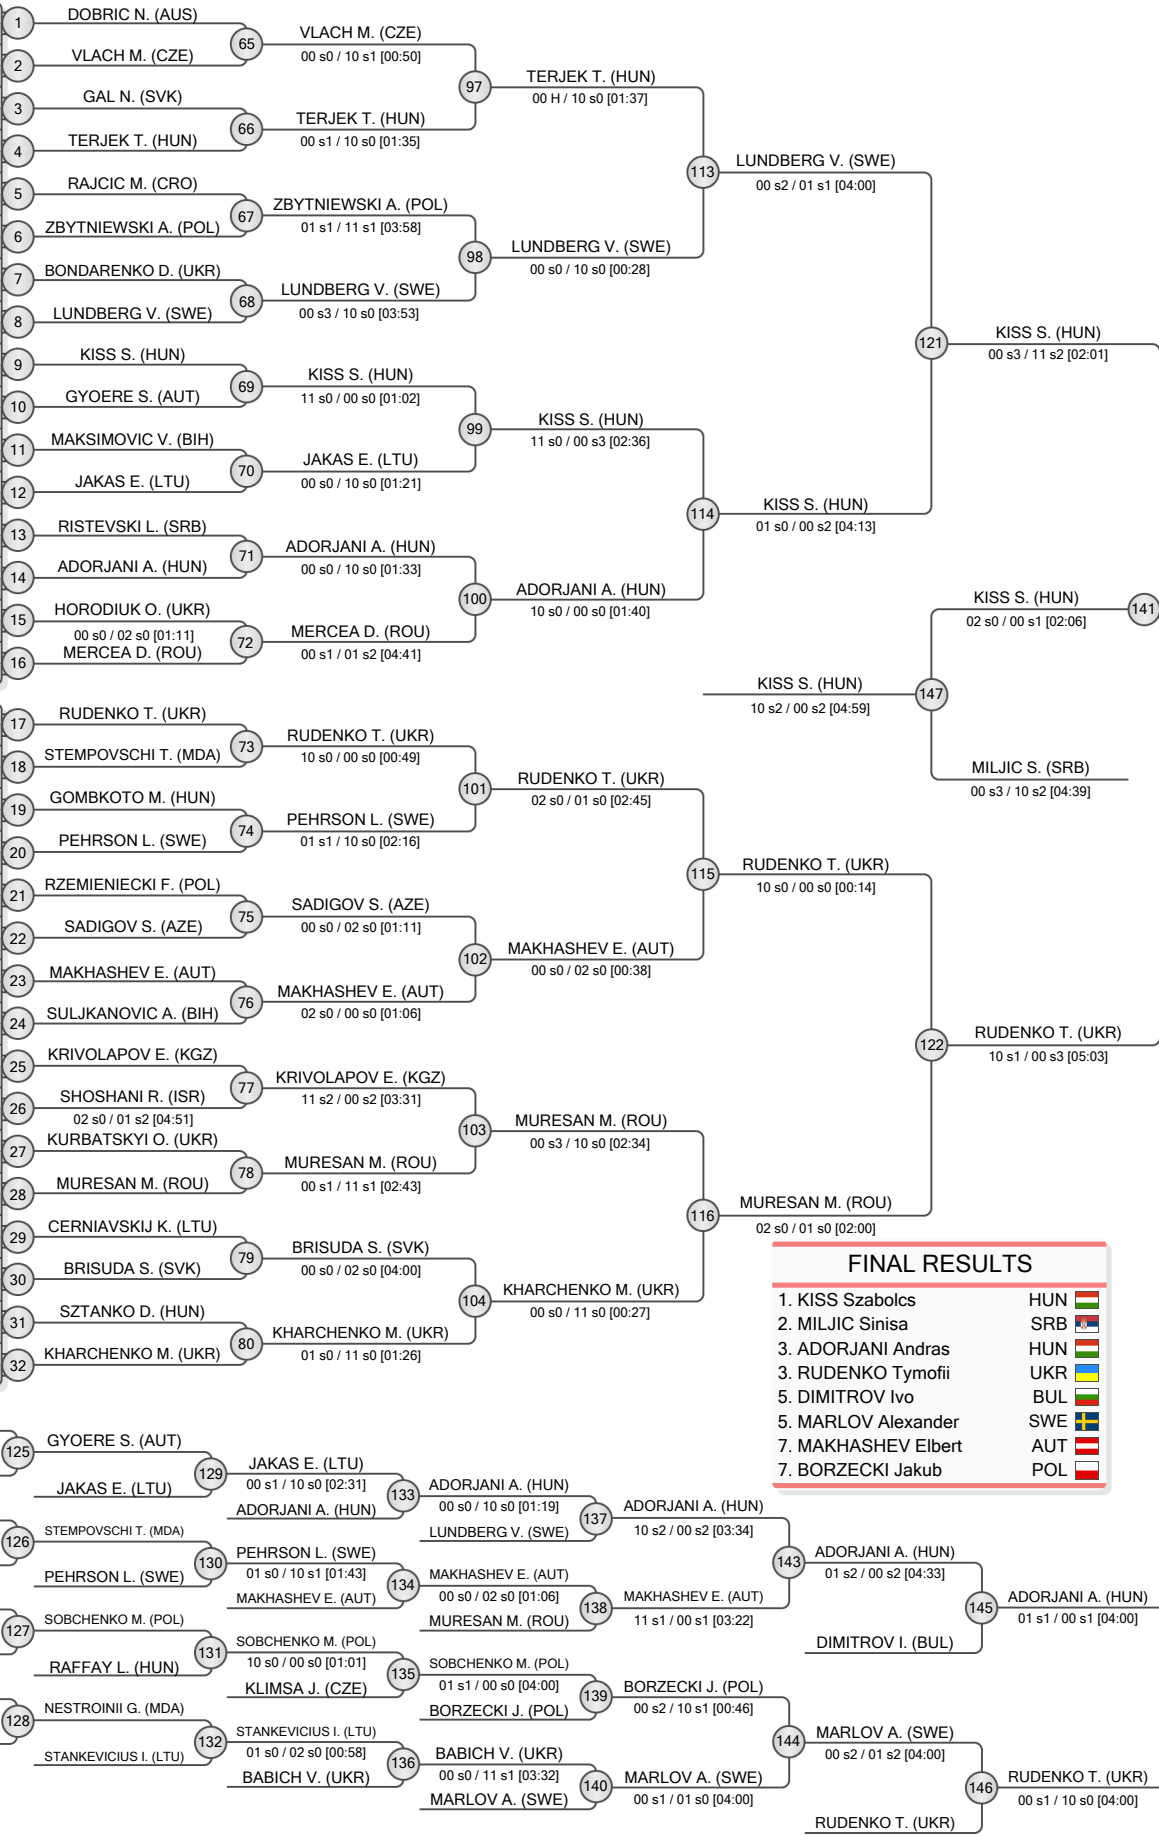 1 DOBRIC N. (AUS)
2 VLACH M. (CZE)
3 GAL N. (SVK)
4 TERJEK T. (HUN)
5 RAJCIC M. (CRO)
6 ZBYTNIEWSKI A. (POL)
7 BONDARENKO D. (UKR)
8 LUNDBERG V. (SWE)
9 KISS S. (HUN)
10 GYOERE S. (AUT)
11 MAKSIMOVIC V. (BIH)
12 JAKAS E. (LTU)
13 RISTEVSKI L. (SRB)
14 ADORJANI A. (HUN)
15 HORODIUK O. (UKR)
00 s0 / 02 s0 [01:11]
16 MERCEA D. (ROU)
65 VLACH M. (CZE)
00 s0 / 10 s1 [00:50]
66 TERJEK T. (HUN)
00 s1 / 10 s0 [01:35]
67 ZBYTNIEWSKI A. (POL)
01 s1 / 11 s1 [03:58]
68 LUNDBERG V. (SWE)
00 s3 / 10 s0 [03:53]
69 KISS S. (HUN)
11 s0 / 00 s0 [01:02]
70 JAKAS E. (LTU)
00 s0 / 10 s0 [01:21]
71 ADORJANI A. (HUN)
00 s0 / 10 s0 [01:33]
72 MERCEA D. (ROU)
00 s1 / 01 s2 [04:41]
97 TERJEK T. (HUN)
00 H / 10 s0 [01:37]
98 LUNDBERG V. (SWE)
00 s0 / 10 s0 [00:28]
99 KISS S. (HUN)
11 s0 / 00 s3 [02:36]
100 ADORJANI A. (HUN)
10 s0 / 00 s0 [01:40]
113 LUNDBERG V. (SWE)
00 s2 / 01 s1 [04:00]
114 KISS S. (HUN)
01 s0 / 00 s2 [04:13]
121 KISS S. (HUN)
00 s3 / 11 s2 [02:01]
KISS S. (HUN) 141
02 s0 / 00 s1 [02:06]
KISS S. (HUN) 147
10 s2 / 00 s2 [04:59]
MILJIC S. (SRB)
00 s3 / 10 s2 [04:39]
17 RUDENKO T. (UKR)
18 STEMPOVSCHI T. (MDA)
19 GOMBKOTO M. (HUN)
20 PEHRSON L. (SWE)
21 RZEMIENIECKI F. (POL)
22 SADIGOV S. (AZE)
23 MAKHASHEV E. (AUT)
24 SULJKANOVIC A. (BIH)
25 KRIVOLAPOV E. (KGZ)
26 SHOSHANI R. (ISR)
02 s0 / 01 s2 [04:51]
27 KURBATSKYI O. (UKR)
28 MURESAN M. (ROU)
29 CERNIAVSKIJ K. (LTU)
30 BRISUDA S. (SVK)
31 SZTANKO D. (HUN)
32 KHARCHENKO M. (UKR)
73 RUDENKO T. (UKR)
10 s0 / 00 s0 [00:49]
74 PEHRSON L. (SWE)
01 s1 / 10 s0 [02:16]
75 SADIGOV S. (AZE)
00 s0 / 02 s0 [01:11]
76 MAKHASHEV E. (AUT)
02 s0 / 00 s0 [01:06]
77 KRIVOLAPOV E. (KGZ)
11 s2 / 00 s2 [03:31]
78 MURESAN M. (ROU)
00 s1 / 11 s1 [02:43]
79 BRISUDA S. (SVK)
00 s0 / 02 s0 [04:00]
80 KHARCHENKO M. (UKR)
01 s0 / 11 s0 [01:26]
101 RUDENKO T. (UKR)
02 s0 / 01 s0 [02:45]
102 MAKHASHEV E. (AUT)
00 s0 / 02 s0 [00:38]
103 MURESAN M. (ROU)
00 s3 / 10 s0 [02:34]
104 KHARCHENKO M. (UKR)
00 s0 / 11 s0 [00:27]
115 RUDENKO T. (UKR)
10 s0 / 00 s0 [00:14]
116 MURESAN M. (ROU)
02 s0 / 01 s0 [02:00]
122 RUDENKO T. (UKR)
10 s1 / 00 s3 [05:03]
FINAL RESULTS
1. KISS Szabolcs HUN
2. MILJIC Sinisa SRB
3. ADORJANI Andras HUN
3. RUDENKO Tymofii UKR
5. DIMITROV Ivo BUL
5. MARLOV Alexander SWE
7. MAKHASHEV Elbert AUT
7. BORZECKI Jakub POL
125 GYOERE S. (AUT)
JAKAS E. (LTU)
126 STEMPOVSCHI T. (MDA)
PEHRSON L. (SWE)
127 SOBCHENKO M. (POL)
RAFFAY L. (HUN)
128 NESTROINII G. (MDA)
STANKEVICIUS I. (LTU)
129 JAKAS E. (LTU)
00 s1 / 10 s0 [02:31]
ADORJANI A. (HUN)
130 PEHRSON L. (SWE)
01 s0 / 10 s1 [01:43]
MAKHASHEV E. (AUT)
131 SOBCHENKO M. (POL)
10 s0 / 00 s0 [01:01]
KLIMSA J. (CZE)
132 STANKEVICIUS I. (LTU)
01 s0 / 02 s0 [00:58]
BABICH V. (UKR)
133 ADORJANI A. (HUN)
00 s0 / 10 s0 [01:19]
LUNDBERG V. (SWE)
134 MAKHASHEV E. (AUT)
00 s0 / 02 s0 [01:06]
MURESAN M. (ROU)
135 SOBCHENKO M. (POL)
01 s1 / 00 s0 [04:00]
BORZECKI J. (POL)
136 BABICH V. (UKR)
00 s0 / 11 s1 [03:32]
MARLOV A. (SWE)
137 ADORJANI A. (HUN)
10 s2 / 00 s2 [03:34]
138 MAKHASHEV E. (AUT)
11 s1 / 00 s1 [03:22]
139 BORZECKI J. (POL)
00 s2 / 10 s1 [00:46]
140 MARLOV A. (SWE)
00 s1 / 01 s0 [04:00]
143 ADORJANI A. (HUN)
01 s2 / 00 s2 [04:33]
DIMITROV I. (BUL)
144 MARLOV A. (SWE)
00 s2 / 01 s2 [04:00]
RUDENKO T. (UKR)
145 ADORJANI A. (HUN)
01 s1 / 00 s1 [04:00]
146 RUDENKO T. (UKR)
00 s1 / 10 s0 [04:00]